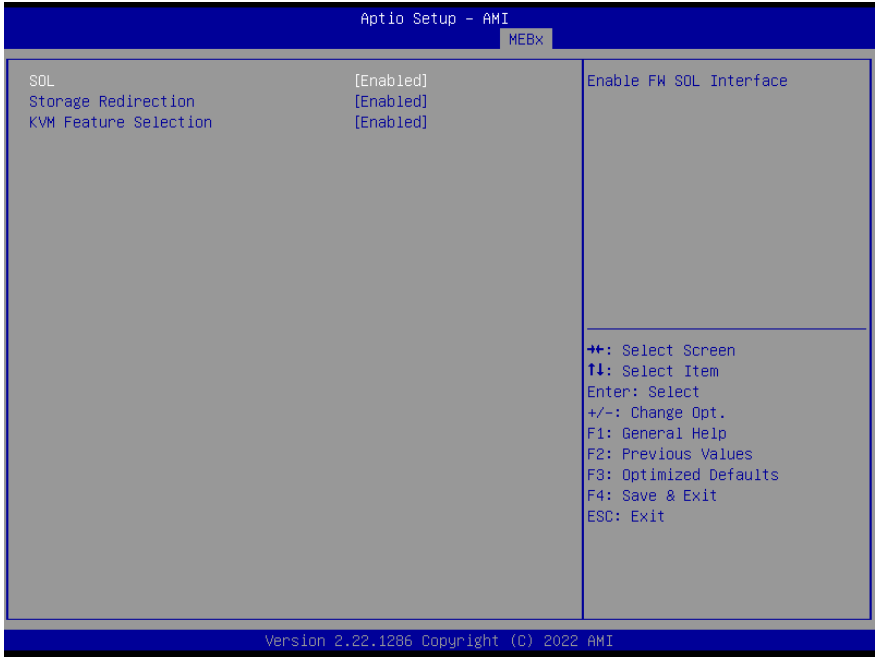 Aptio Setup – AMI
MEBx
SOL [Enabled] Enable FW SOL Interface
Storage Redirection [Enabled]
KVM Feature Selection [Enabled]
→←: Select Screen
↑↓: Select Item
Enter: Select
+/-: Change Opt.
F1: General Help
F2: Previous Values
F3: Optimized Defaults
F4: Save & Exit
ESC: Exit
Version 2.22.1286 Copyright (C) 2022 AMI